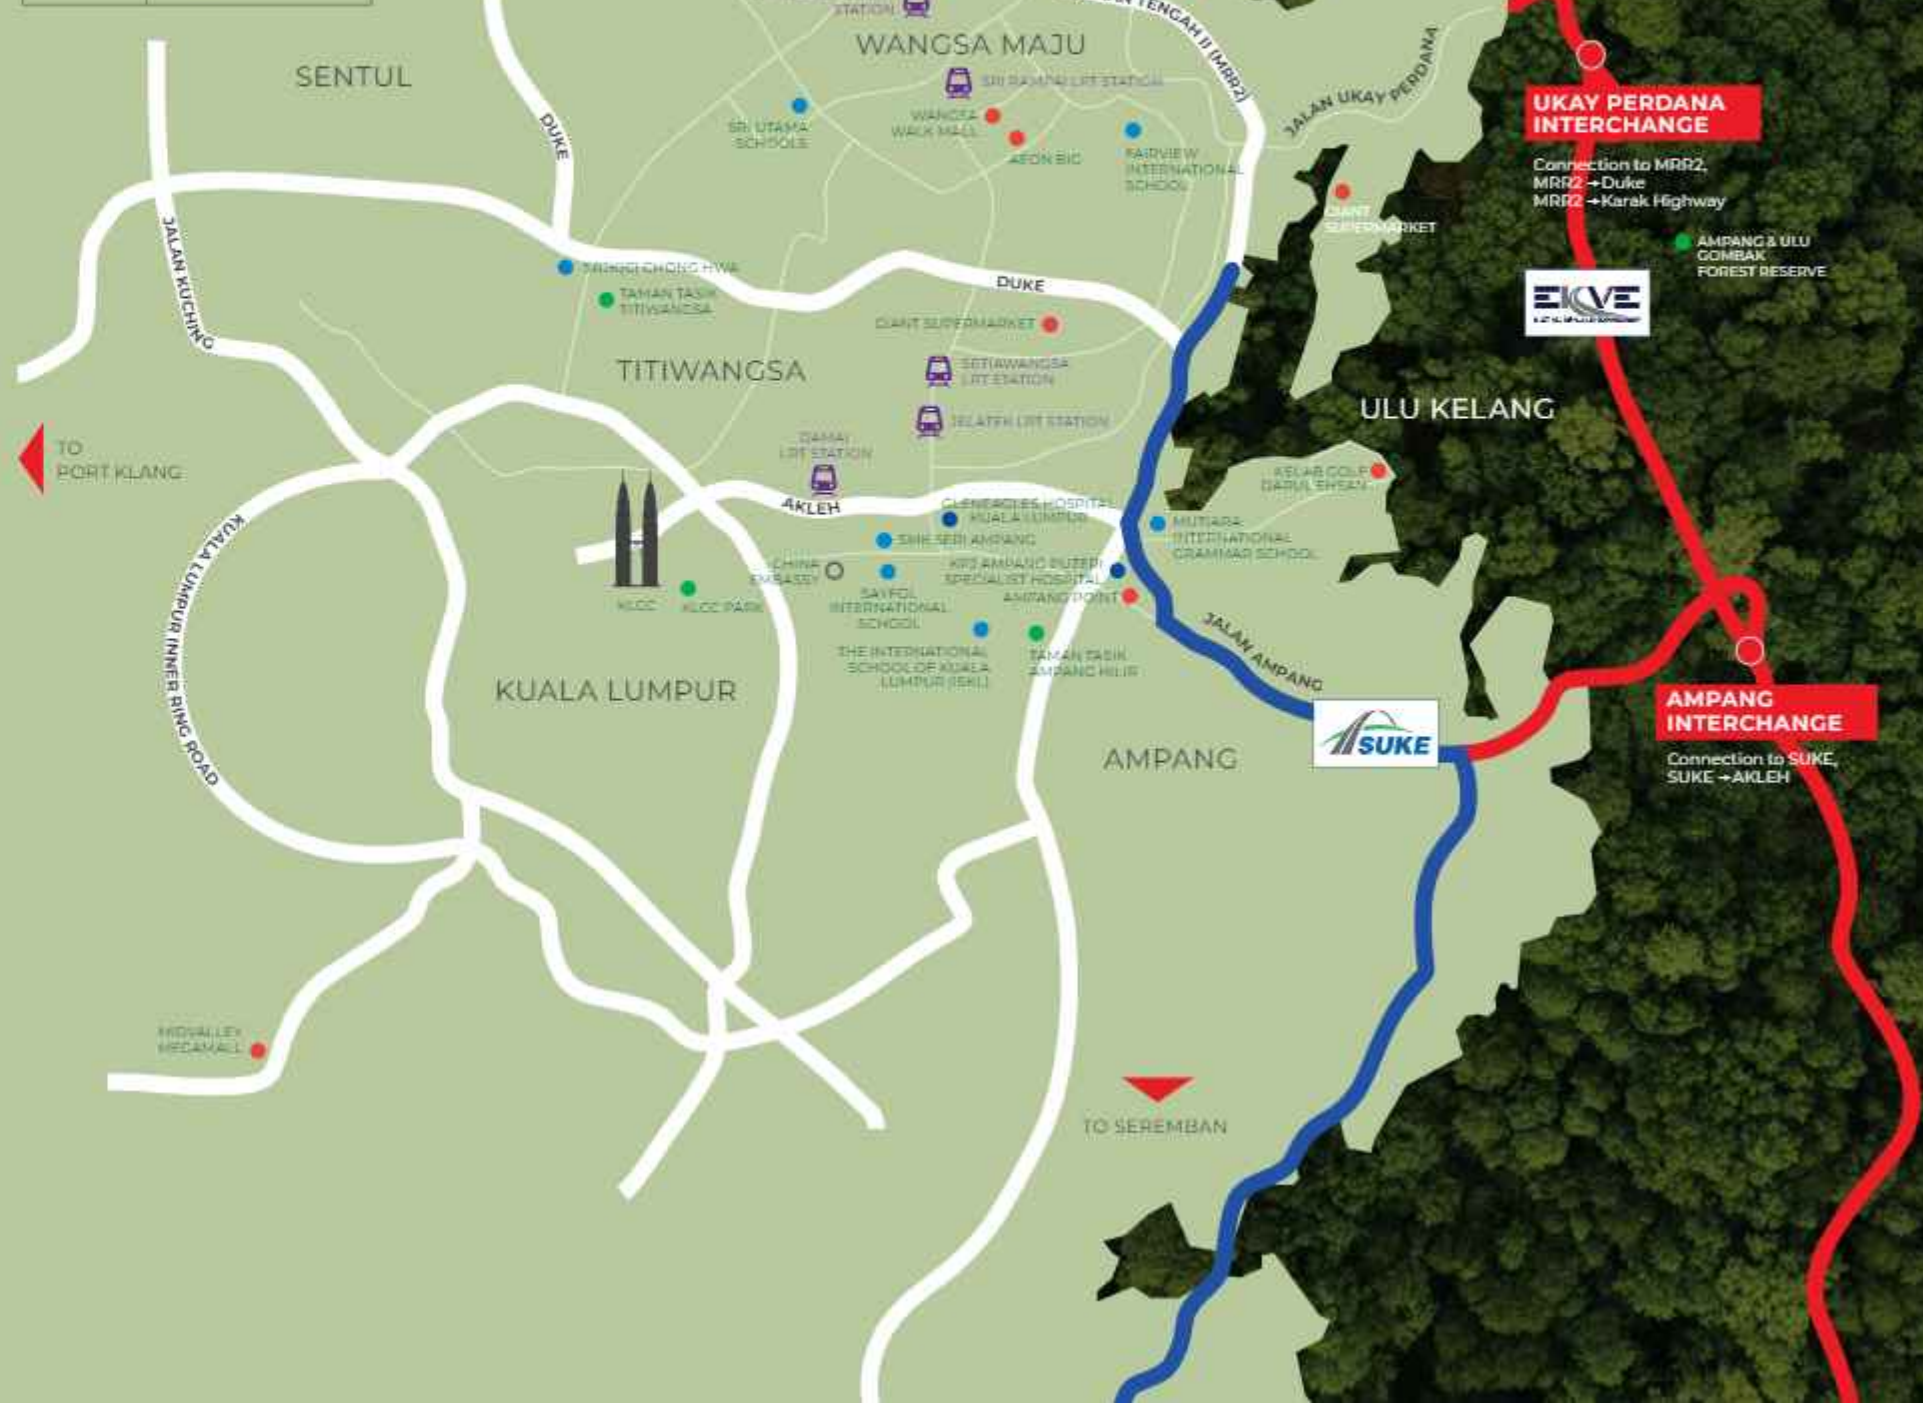 STATION
TENGAH II (MRR2)
WANGSA MAJU
SENTUL
SRI RAMPAI LRT STATION
JALAN UKAY PERDANA
UKAY PERDANA
INTERCHANGE
Connection to MRR2,
MRR2 →Duke
MRR2 →Karak Highway
SRI UTAMA
SCHOOLS
WANGSA
WALK MALL
AEON BIG
FAIRVIEW
INTERNATIONAL
SCHOOL
DUKE
GIANT
SUPERMARKET
AMPANG & ULU
GOMBAK
FOREST RESERVE
JALAN KUCHING
CHONG HWA
TAMAN TASIK
TITIWANGSA
DUKE
EKVE
GIANT SUPERMARKET
TITIWANGSA
SETIAWANGSA
LRT STATION
JELATEK LRT STATION
ULU KELANG
TO
PORT KLANG
DAMAI
LRT STATION
KELAB GOLF
DARUL EHSAN
AKLEH
GLENEAGLES HOSPITAL
KUALA LUMPUR
SMK SERI AMPANG
MUTIARA
INTERNATIONAL
GRAMMAR SCHOOL
CHINA
EMBASSY
KPJ AMPANG PUTERI
SPECIALIST HOSPITAL
AMPANG POINT
KLCC
KLCC PARK
SAYFOL
INTERNATIONAL
SCHOOL
THE INTERNATIONAL
SCHOOL OF KUALA
LUMPUR (ISKL)
TAMAN TASIK
AMPANG HILIR
JALAN AMPANG
KUALA LUMPUR INNER RING ROAD
KUALA LUMPUR
AMPANG
INTERCHANGE
Connection to SUKE,
SUKE →AKLEH
SUKE
AMPANG
MIDVALLEY
MEGAMALL
TO SEREMBAN